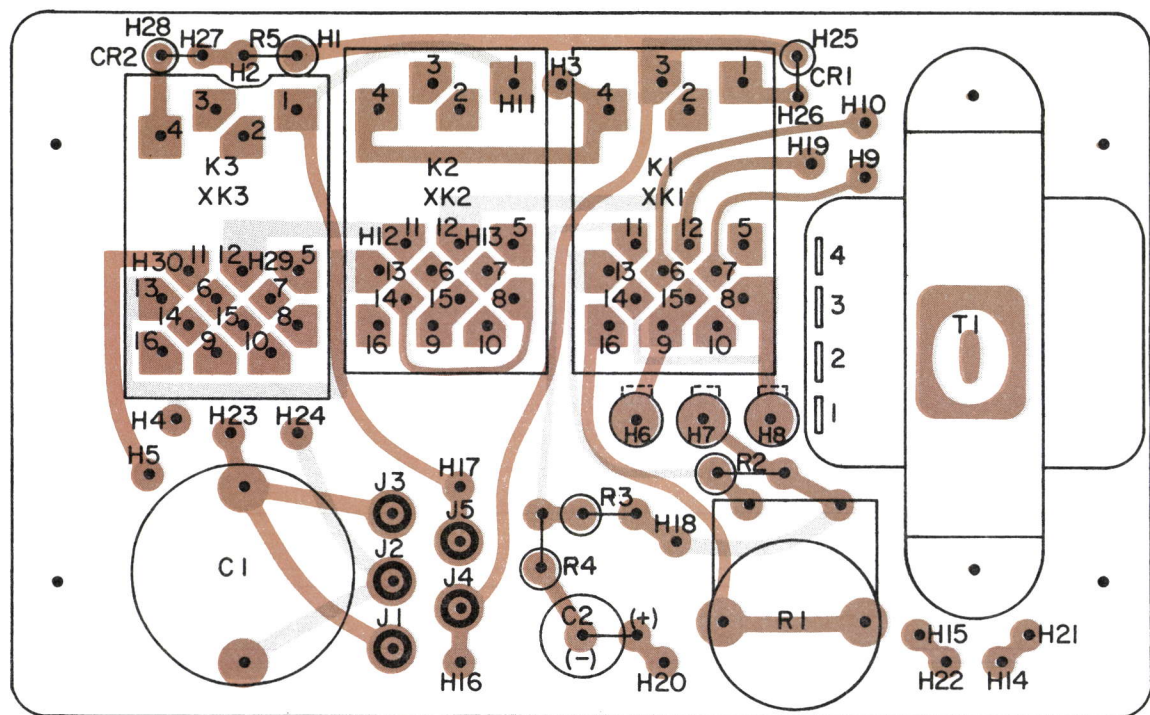 H28 H27 R5 H1 H25
CR2 H2 CR1
3 1 3 1 H3 3 1
H11 H26
4 2 4 2 4 2 H10
K3 K2 K1 H19 H9
XK3 XK2 XK1
H12 11 12 H13 5 11 12 5
H30 11 12 H29 5 13 6 7 13 6 7 4
13 6 7 14 15 8 14 15 8 3
14 15 8 16 9 10 16 9 10 T1
16 9 10 2
H4 H23 H24 H6 H7 H8 1
H5 J3 H17 R2
J5 R3 H18
C1 J2 J4 R4
J1 C2 (+) R1 H15 H21
(-)
H16 H20 H22 H14